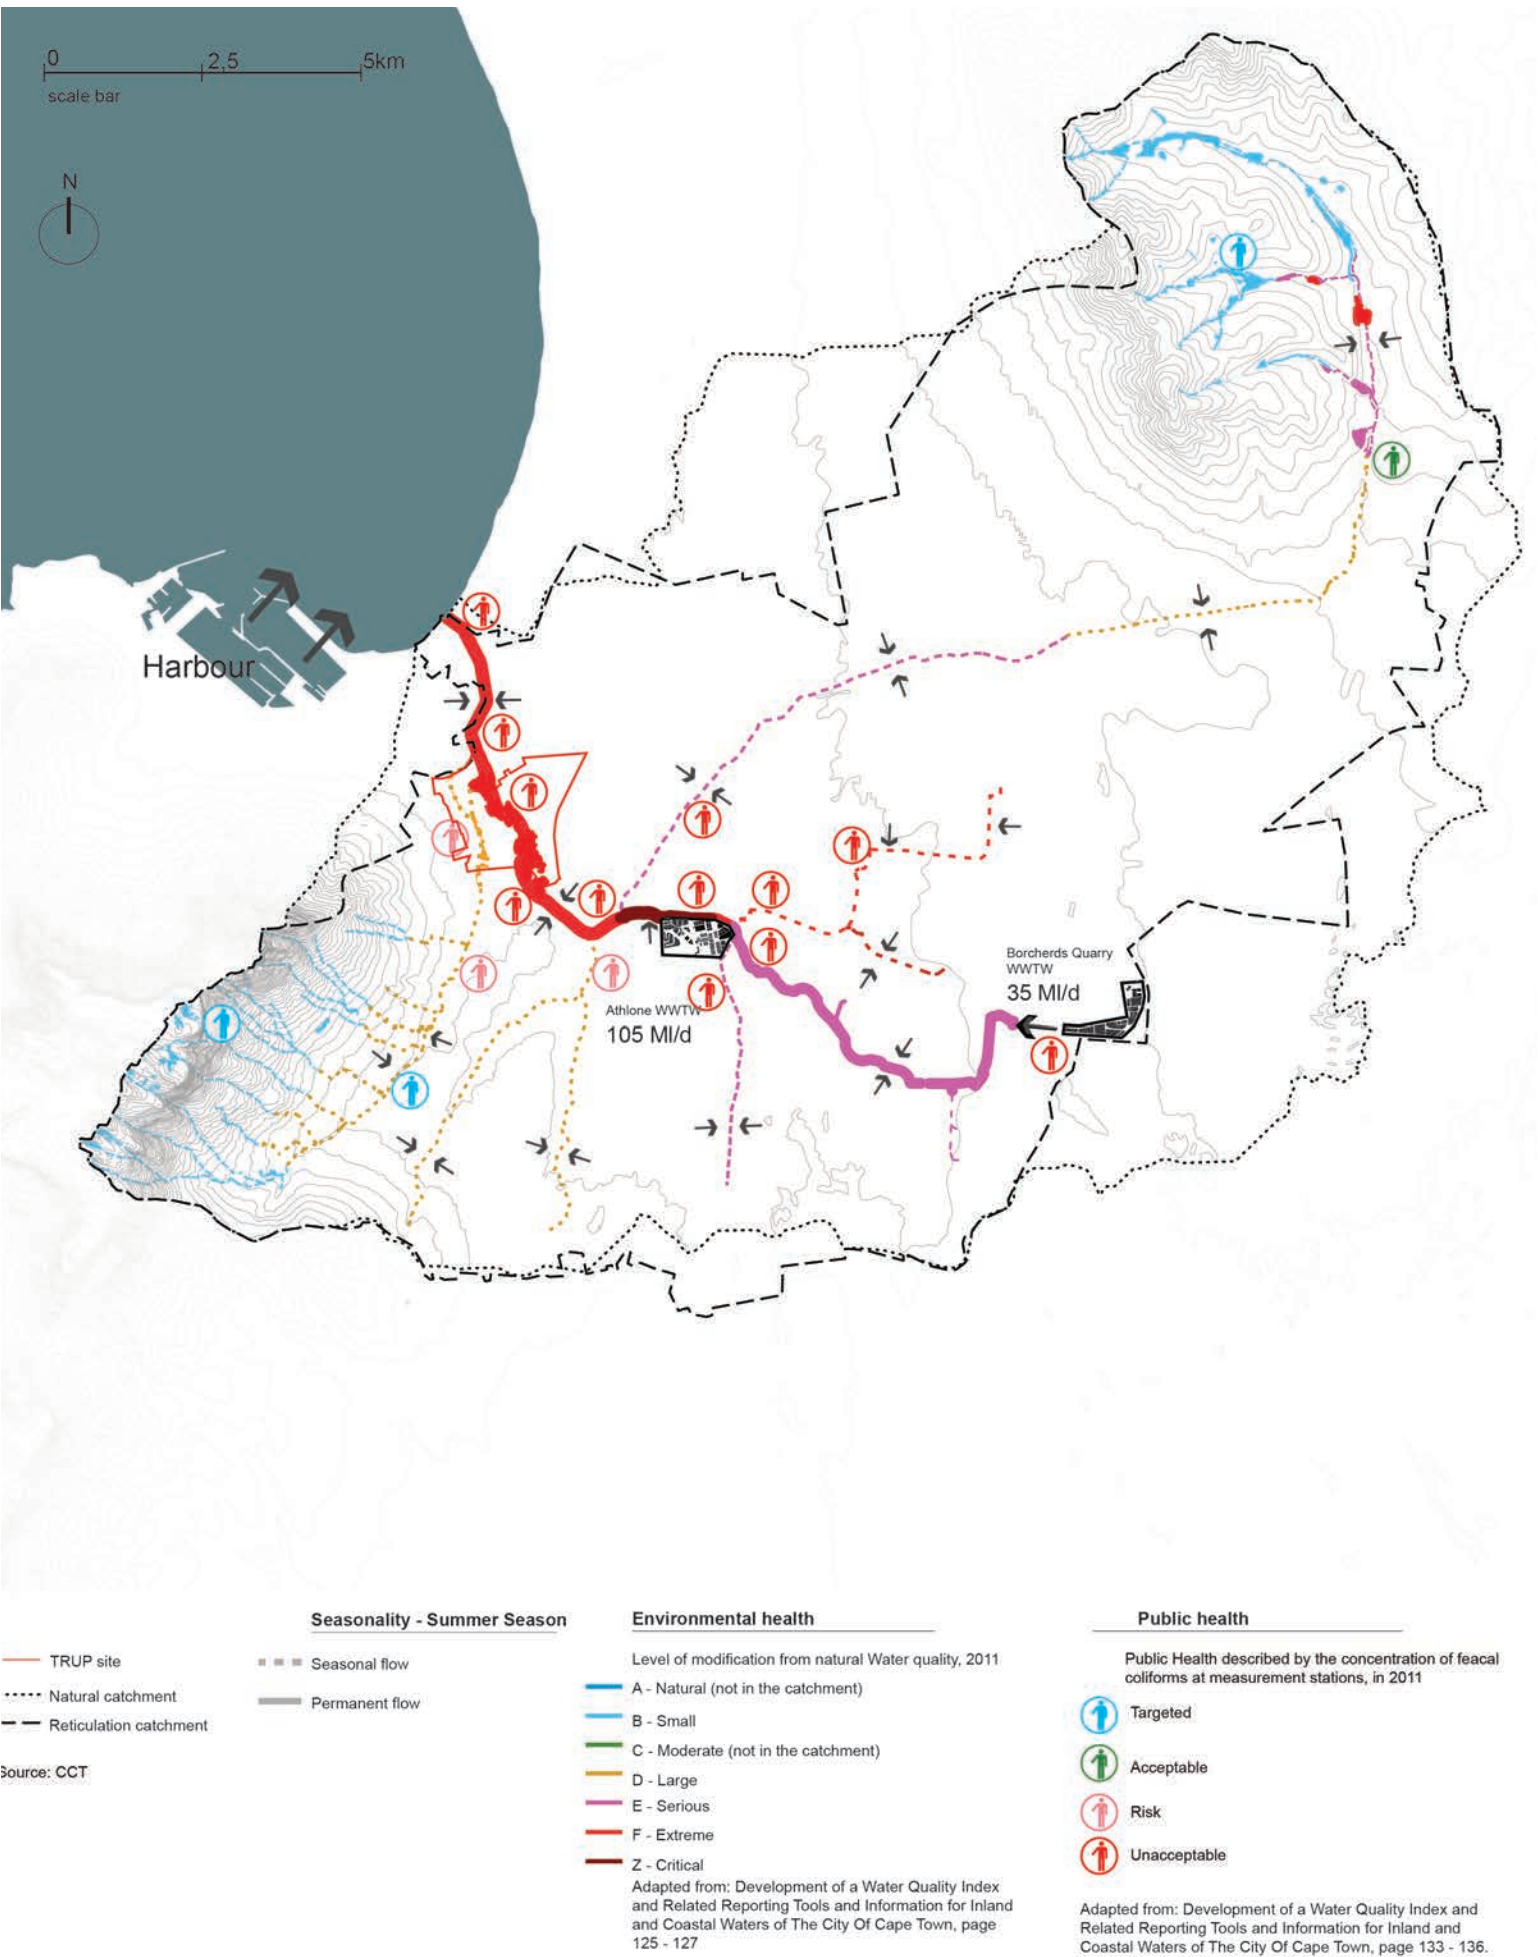 0 2,5 5km
scale bar
N
Harbour
Borcherds Quarry
WWTW
35 Ml/d
Athlone WWTW
105 Ml/d
TRUP site
Natural catchment
Reticulation catchment
Source: CCT
Seasonality - Summer Season
Seasonal flow
Permanent flow
Environmental health
Level of modification from natural Water quality, 2011
A - Natural (not in the catchment)
B - Small
C - Moderate (not in the catchment)
D - Large
E - Serious
F - Extreme
Z - Critical
Adapted from: Development of a Water Quality Index
and Related Reporting Tools and Information for Inland
and Coastal Waters of The City Of Cape Town, page
125 - 127
Public health
Public Health described by the concentration of feacal
coliforms at measurement stations, in 2011
Targeted
Acceptable
Risk
Unacceptable
Adapted from: Development of a Water Quality Index and
Related Reporting Tools and Information for Inland and
Coastal Waters of The City Of Cape Town, page 133 - 136.